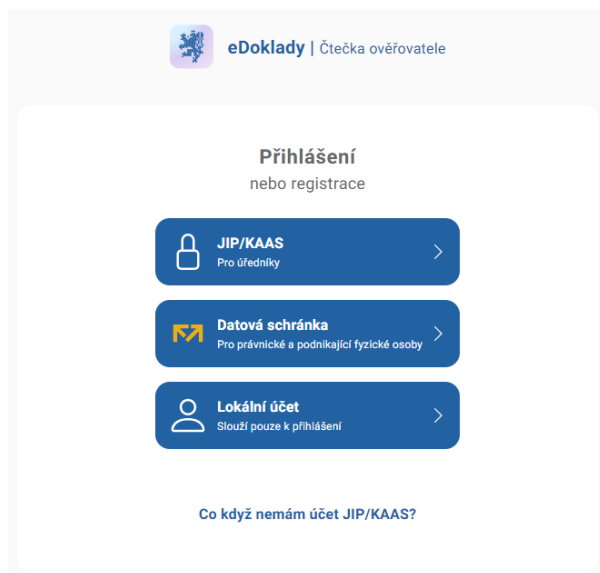 eDoklady | Čtečka ověřovatele
Přihlášení
nebo registrace
JIP/KAAS
Pro úředníky
Datová schránka
Pro právnické a podnikající fyzické osoby
Lokální účet
Slouží pouze k přihlášení
Co když nemám účet JIP/KAAS?